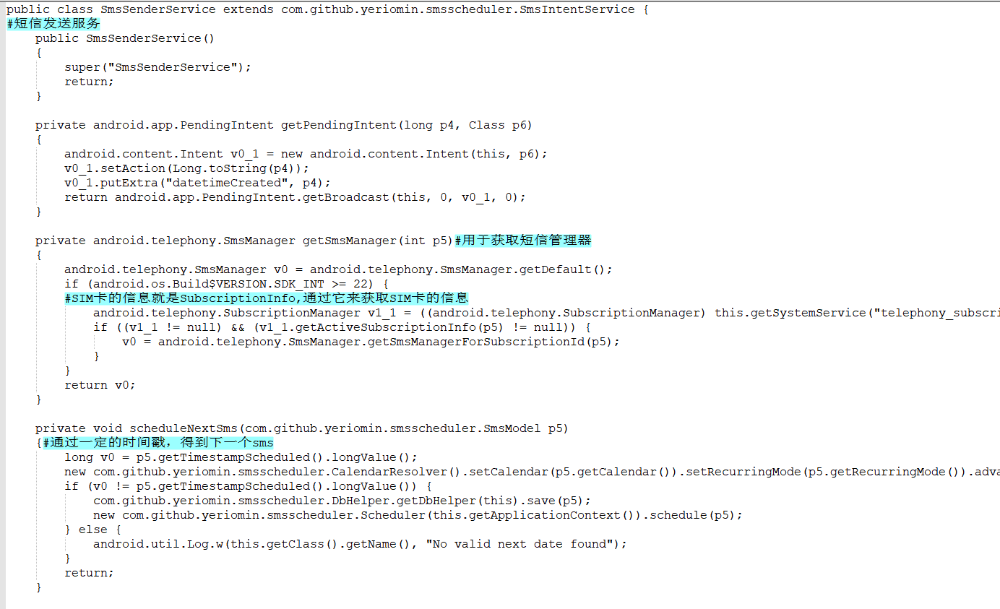 public class SmsSenderService extends com.github.yeriomin.smsscheduler.SmsIntentService {
#短信发送服务
    public SmsSenderService()
    {
        super("SmsSenderService");
        return;
    }

    private android.app.PendingIntent getPendingIntent(long p4, Class p6)
    {
        android.content.Intent v0_1 = new android.content.Intent(this, p6);
        v0_1.setAction(Long.toString(p4));
        v0_1.putExtra("datetimeCreated", p4);
        return android.app.PendingIntent.getBroadcast(this, 0, v0_1, 0);
    }

    private android.telephony.SmsManager getSmsManager(int p5)#用于获取短信管理器
    {
        android.telephony.SmsManager v0 = android.telephony.SmsManager.getDefault();
        if (android.os.Build$VERSION.SDK_INT >= 22) {
        #SIM卡的信息就是SubscriptionInfo,通过它来获取SIM卡的信息
            android.telephony.SubscriptionManager v1_1 = ((android.telephony.SubscriptionManager) this.getSystemService("telephony_subscri
            if ((v1_1 != null) && (v1_1.getActiveSubscriptionInfo(p5) != null)) {
                v0 = android.telephony.SmsManager.getSmsManagerForSubscriptionId(p5);
            }
        }
        return v0;
    }

    private void scheduleNextSms(com.github.yeriomin.smsscheduler.SmsModel p5)
    {#通过一定的时间戳，得到下一个sms
        long v0 = p5.getTimestampScheduled().longValue();
        new com.github.yeriomin.smsscheduler.CalendarResolver().setCalendar(p5.getCalendar()).setRecurringMode(p5.getRecurringMode()).adva
        if (v0 != p5.getTimestampScheduled().longValue()) {
            com.github.yeriomin.smsscheduler.DbHelper.getDbHelper(this).save(p5);
            new com.github.yeriomin.smsscheduler.Scheduler(this.getApplicationContext()).schedule(p5);
        } else {
            android.util.Log.w(this.getClass().getName(), "No valid next date found");
        }
        return;
    }